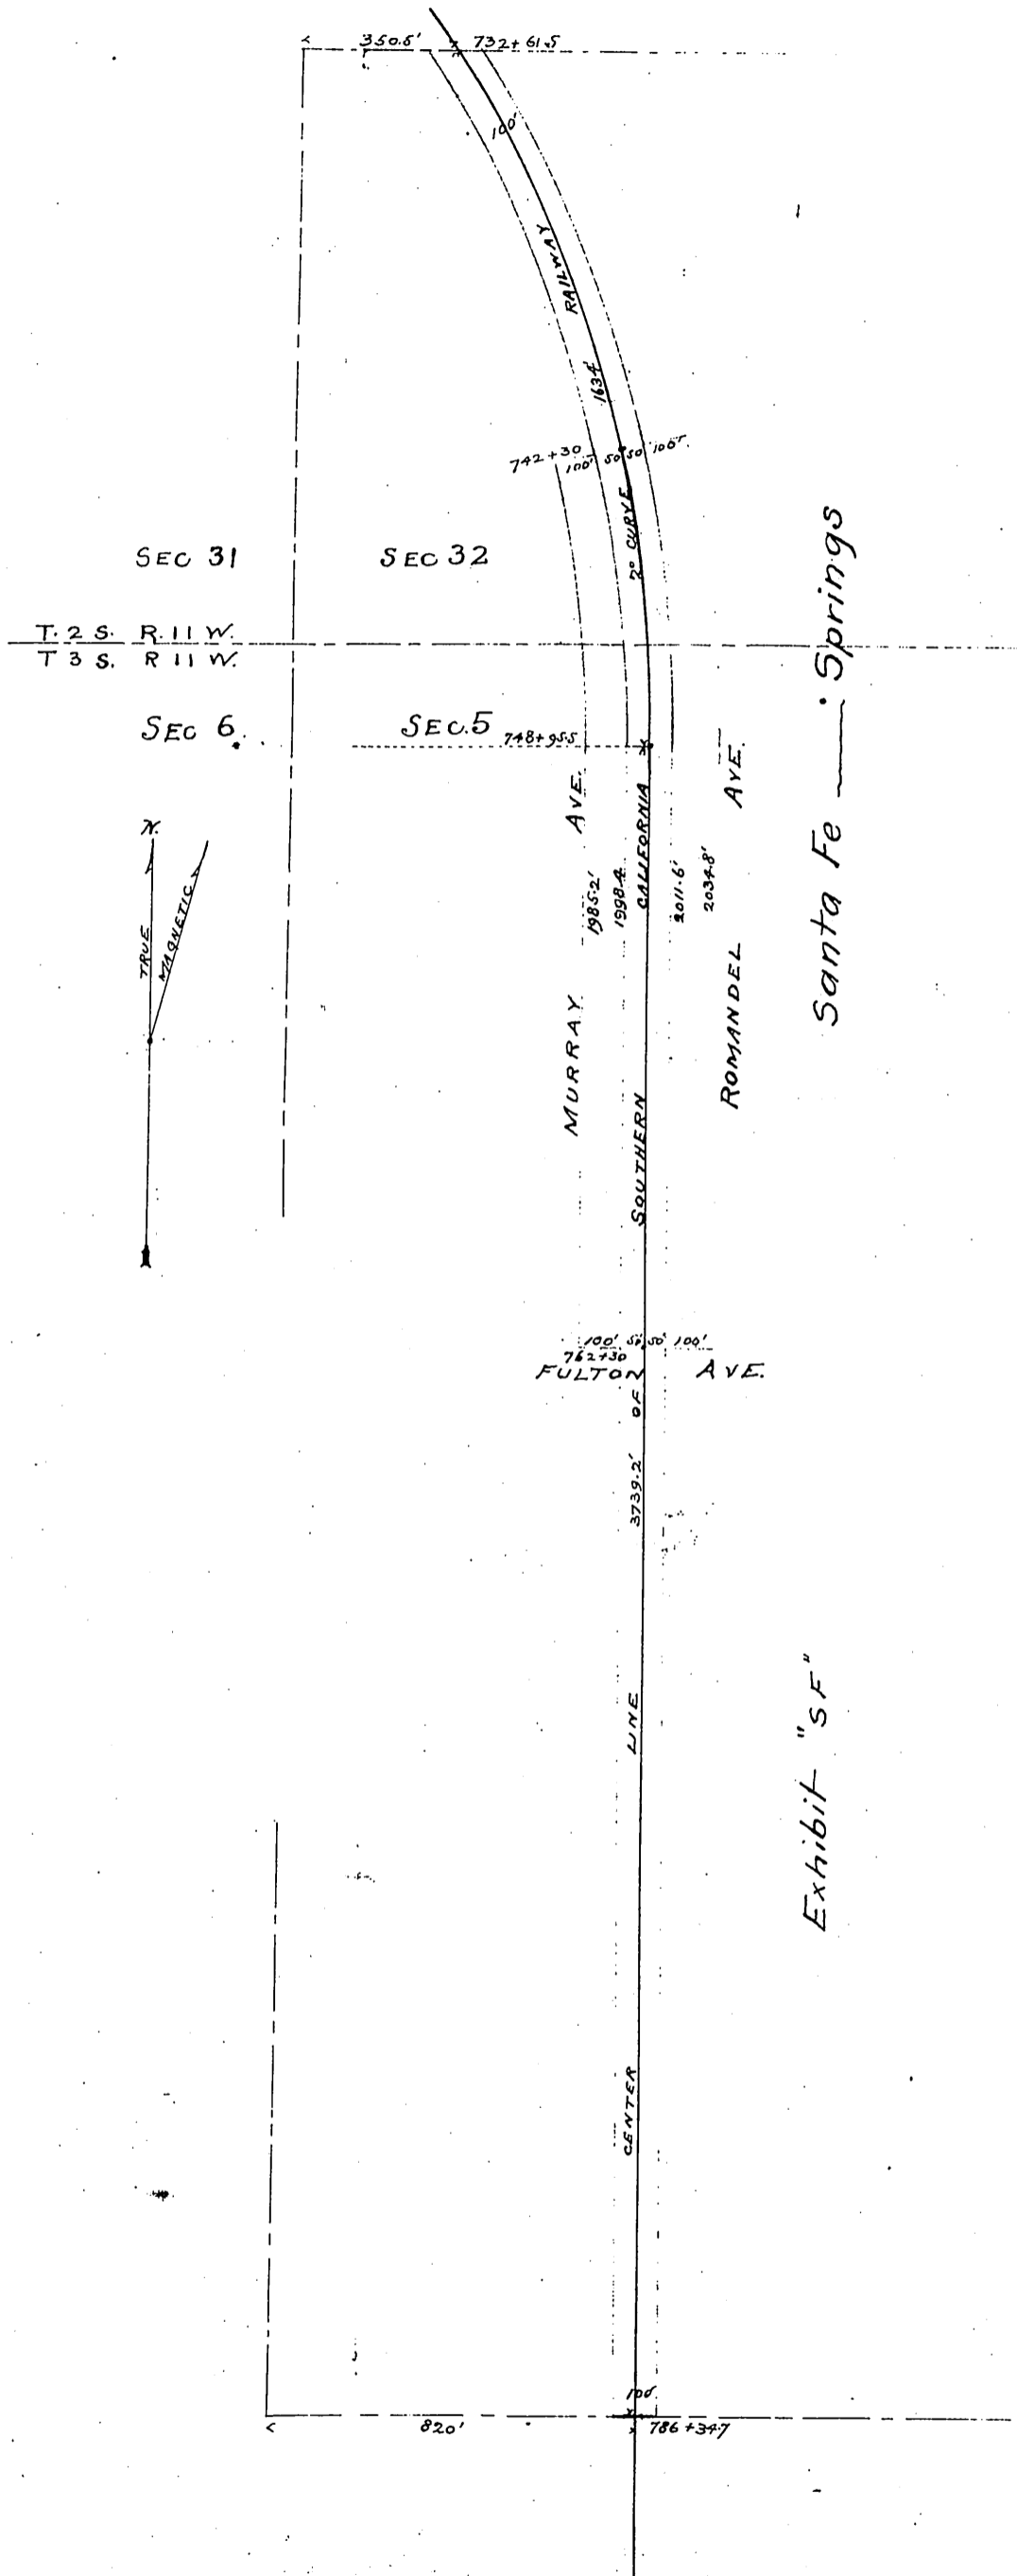 350.5' 732+61.5
100'
RAILWAY
1634'
742+30
100' 50' 50' 100'
2° CURVE
SEC 31 SEC 32
T. 2 S. R. 11 W.
T 3 S. R 11 W.
SEC 6. SEC. 5 748+95.5
N.
TRUE
MAGNETIC
MURRAY AVE.
1985.2'
1998.4
CENTER LINE OF SOUTHERN CALIFORNIA
2011.6'
2034.8'
ROMANDEL AVE.
Santa Fe Springs
100' 50' 50' 100'
762+30
FULTON AVE.
3739.2'
Exhibit "SF"
100'
820' 786+34.7